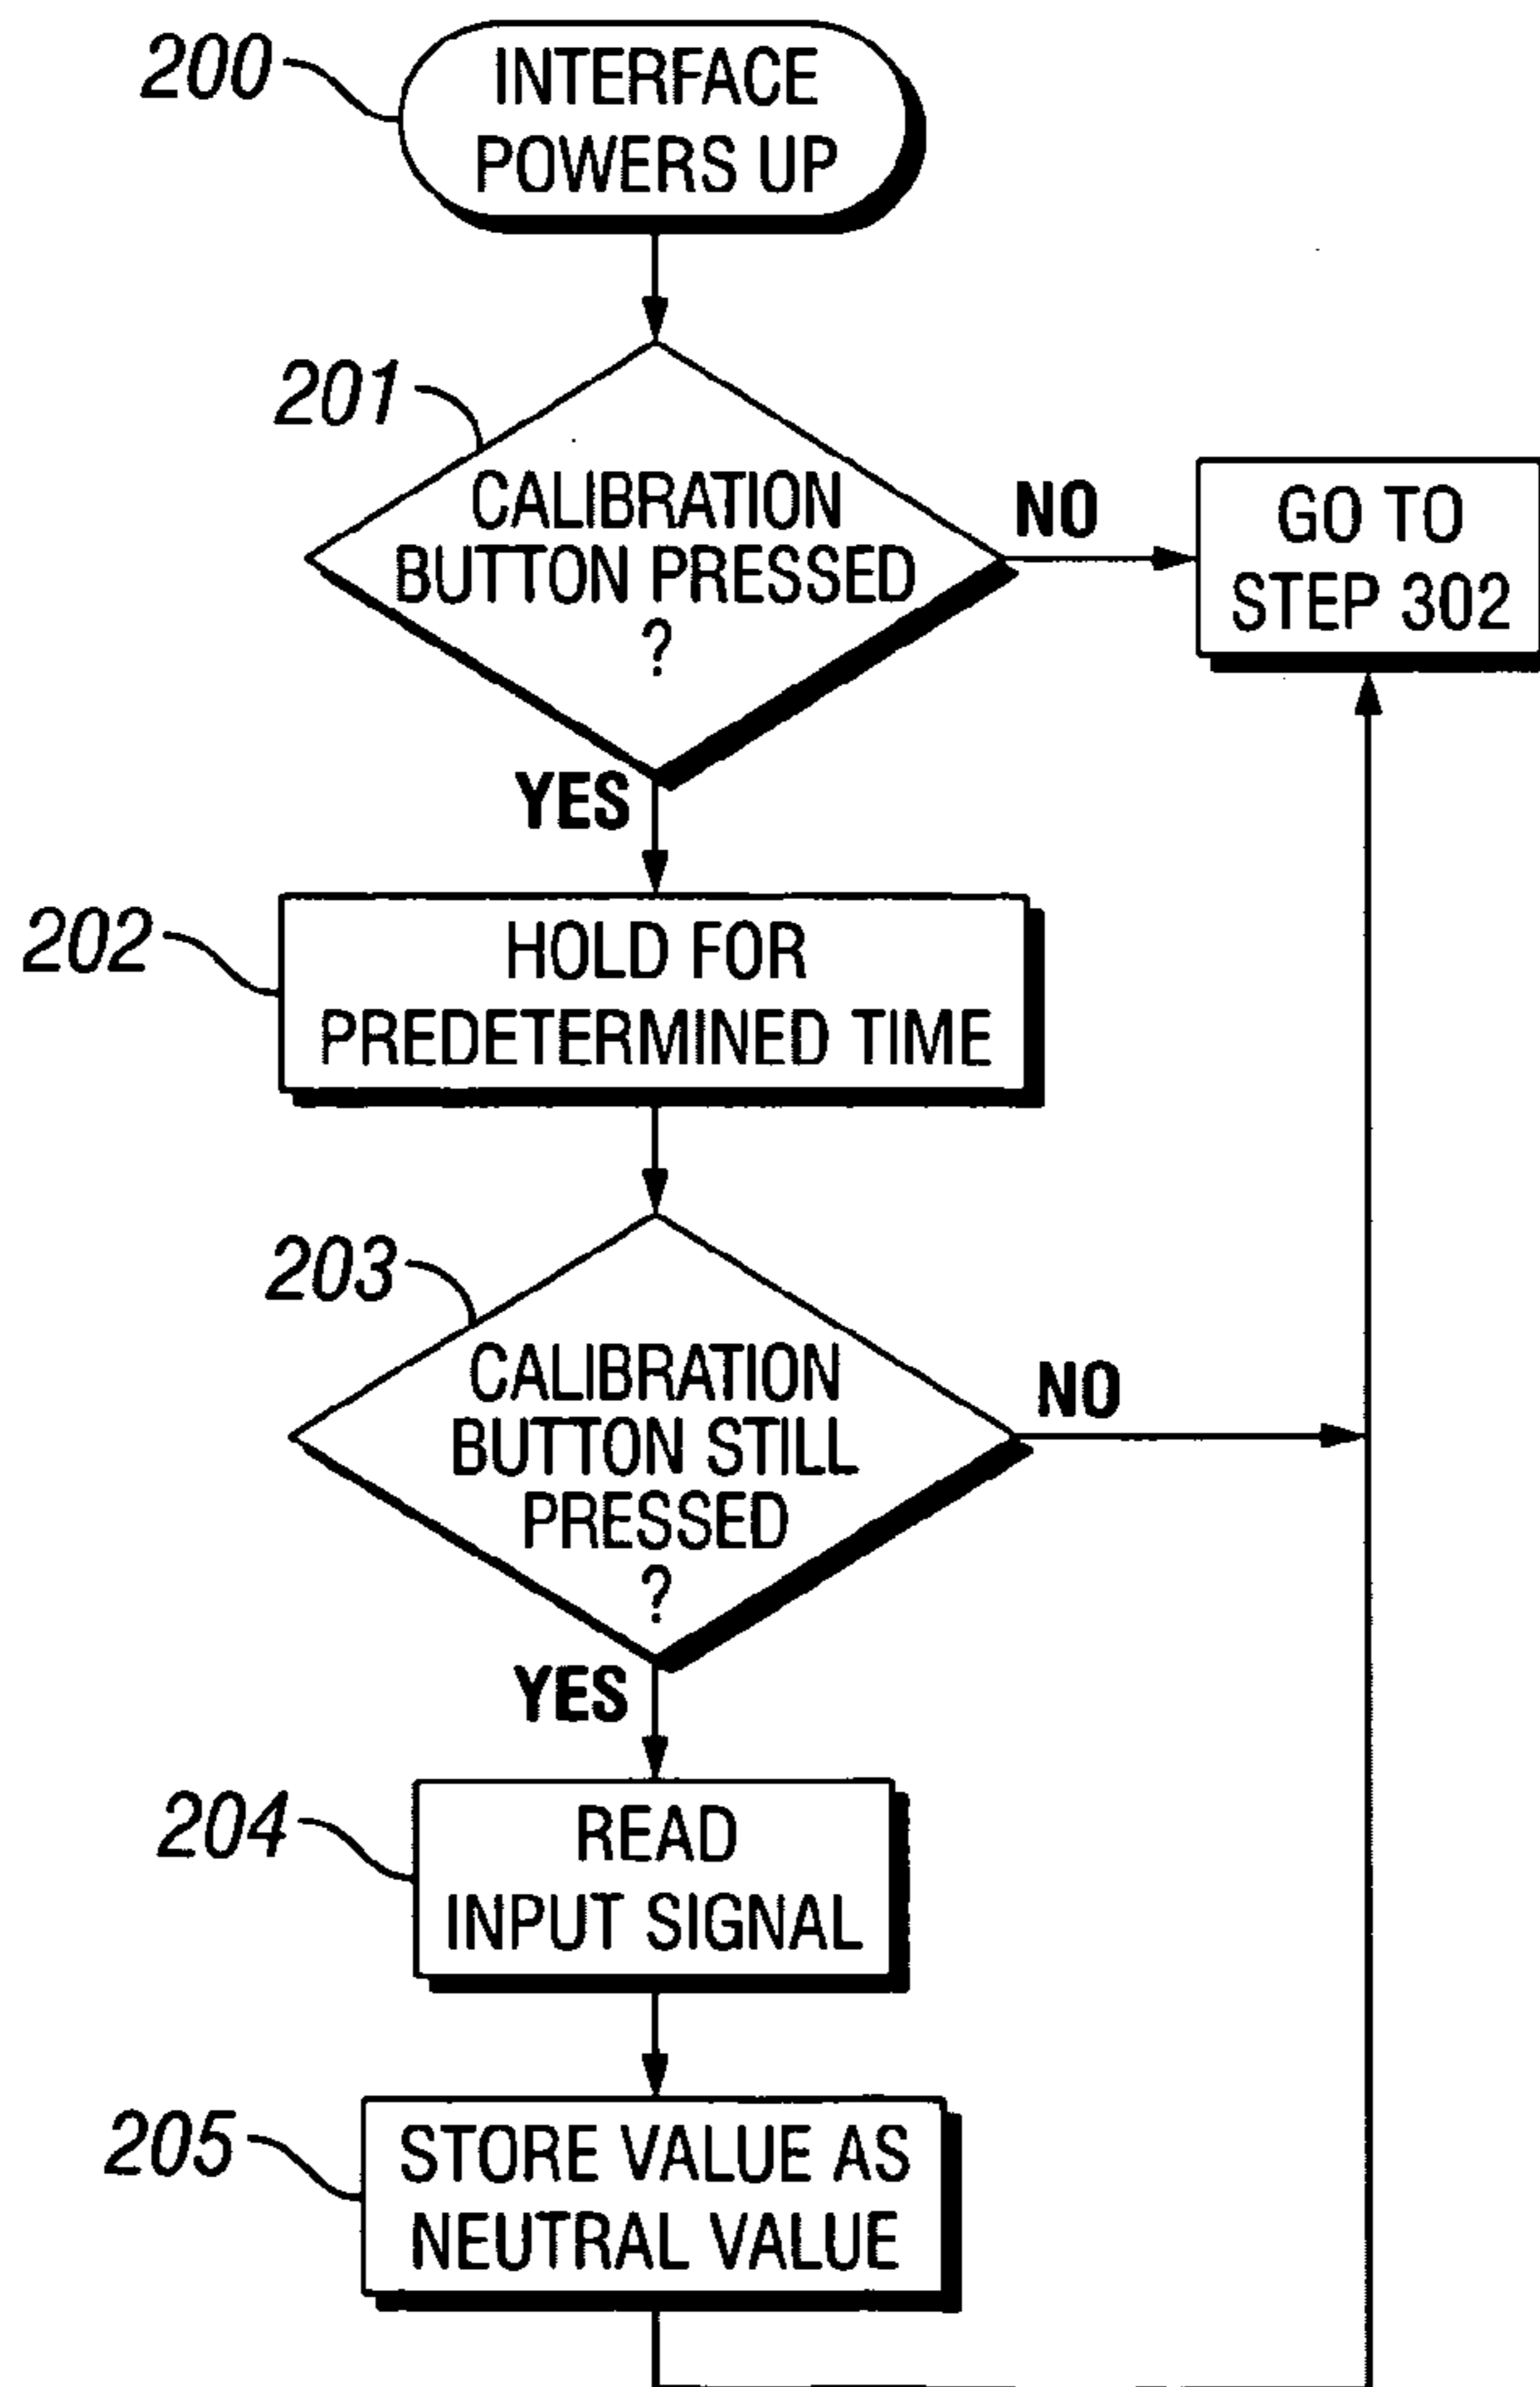 200
INTERFACE
POWERS UP
201
CALIBRATION
BUTTON PRESSED
?
NO
GO TO
STEP 302
YES
202
HOLD FOR
PREDETERMINED TIME
203
CALIBRATION
BUTTON STILL
PRESSED
?
NO
YES
204
READ
INPUT SIGNAL
205
STORE VALUE AS
NEUTRAL VALUE